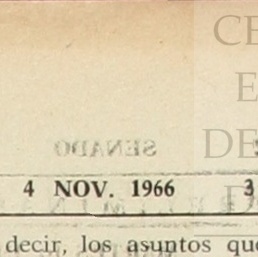 CE
E
DE
SENADO
4 NOV. 1966 3
decir, los asuntos que